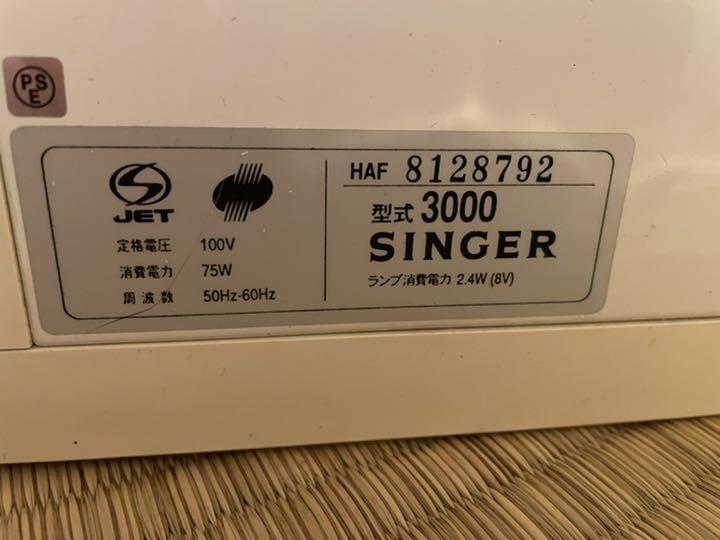 PSE
JET
定格電圧 100V
消費電力 75W
周波数 50Hz-60Hz
HAF 8128792
型式 3000
SINGER
ランプ消費電力 2.4W (8V)